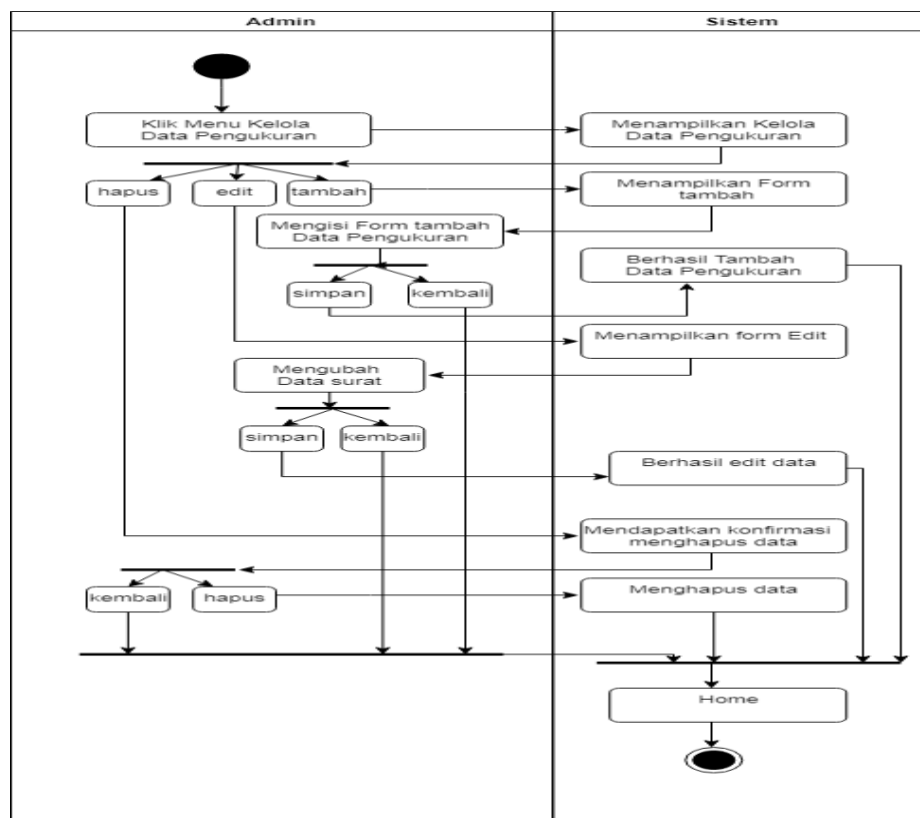 Admin
Sistem
Klik Menu Kelola
Data Pengukuran
Menampilkan Kelola
Data Pengukuran
hapus
edit
tambah
Menampilkan Form
tambah
Mengisi Form tambah
Data Pengukuran
Berhasil Tambah
Data Pengukuran
simpan
kembali
Menampilkan form Edit
Mengubah
Data surat
simpan
kembali
Berhasil edit data
Mendapatkan konfirmasi
menghapus data
kembali
hapus
Menghapus data
Home